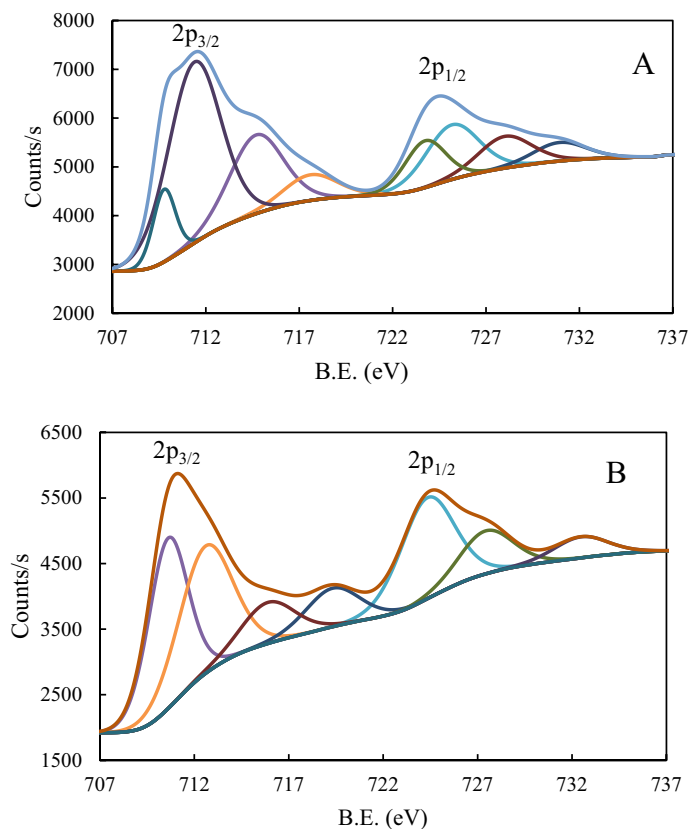 8000
7000
6000
5000
4000
3000
2000
Counts/s
2p3/2
2p1/2
A
707 712 717 722 727 732 737
B.E. (eV)
6500
5500
4500
3500
2500
1500
Counts/s
2p3/2
2p1/2
B
707 712 717 722 727 732 737
B.E. (eV)